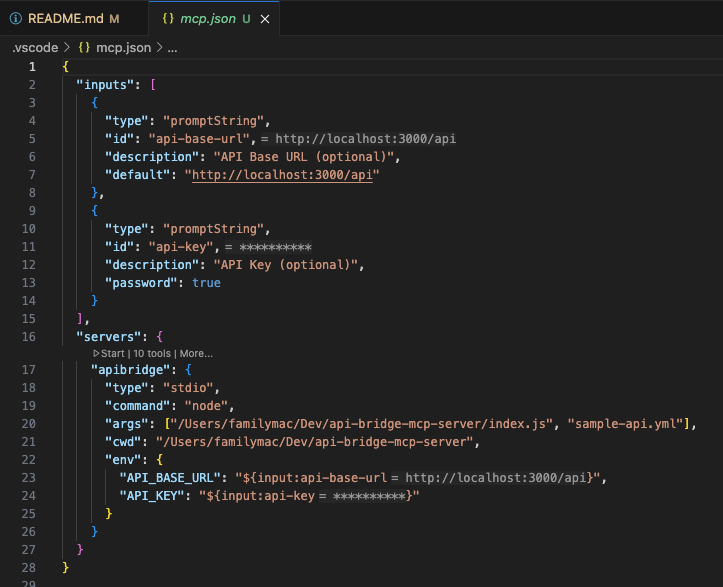 README.md M
{} mcp.json U ×
.vscode > {} mcp.json > ...
1 {
2 "inputs": [
3 {
4 "type": "promptString",
5 "id": "api-base-url", = http://localhost:3000/api
6 "description": "API Base URL (optional)",
7 "default": "http://localhost:3000/api"
8 },
9 {
10 "type": "promptString",
11 "id": "api-key", = **********
12 "description": "API Key (optional)",
13 "password": true
14 }
15 ],
16 "servers": {
Start | 10 tools | More...
17 "apibridge": {
18 "type": "stdio",
19 "command": "node",
20 "args": ["/Users/familymac/Dev/api-bridge-mcp-server/index.js", "sample-api.yml"],
21 "cwd": "/Users/familymac/Dev/api-bridge-mcp-server",
22 "env": {
23 "API_BASE_URL": "${input:api-base-url = http://localhost:3000/api}",
24 "API_KEY": "${input:api-key = **********}"
25 }
26 }
27 }
28 }
29